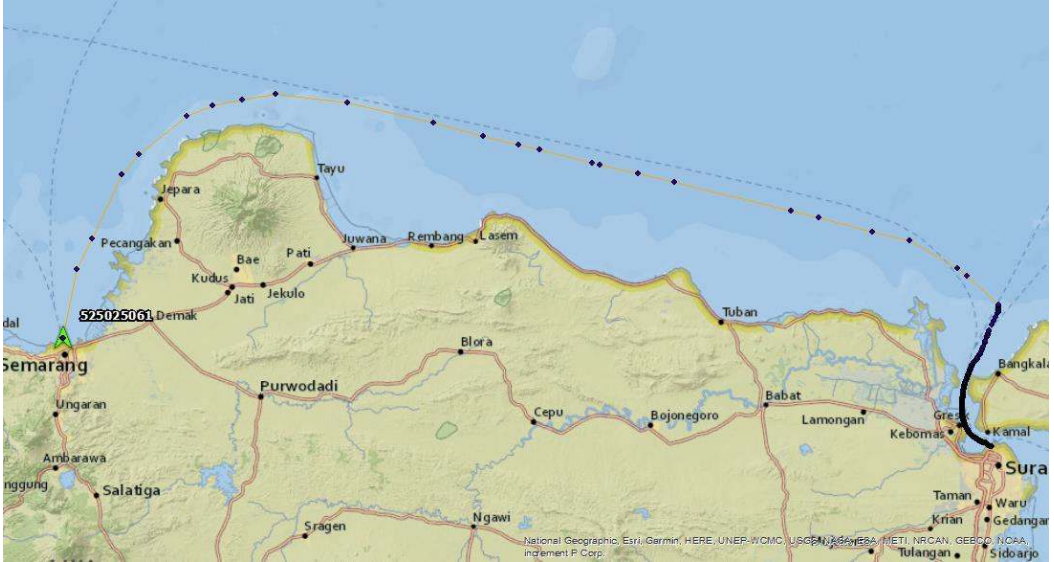 Tayu
Jepara
Pecangakan
Juwana
Rembang
Lasem
Bae
Pati
Kudus
Jati
Jekulo
525025061
Demak
dal
Tuban
Semarang
Blora
Bangkala
Purwodadi
Ungaran
Babat
Cepu
Bojonegoro
Lamongan
Gresik
Kebomas
Kamal
Ambarawa
Sura
nggung
Salatiga
Taman
Waru
Ngawi
Krian
Gedangan
Sragen
National Geographic, Esri, Garmin, HERE, UNEP-WCMC, USGS, NASA, ESA, METI, NRCAN, GEBCO, NOAA,
increment P Corp.
Tulangan
Sidoarjo